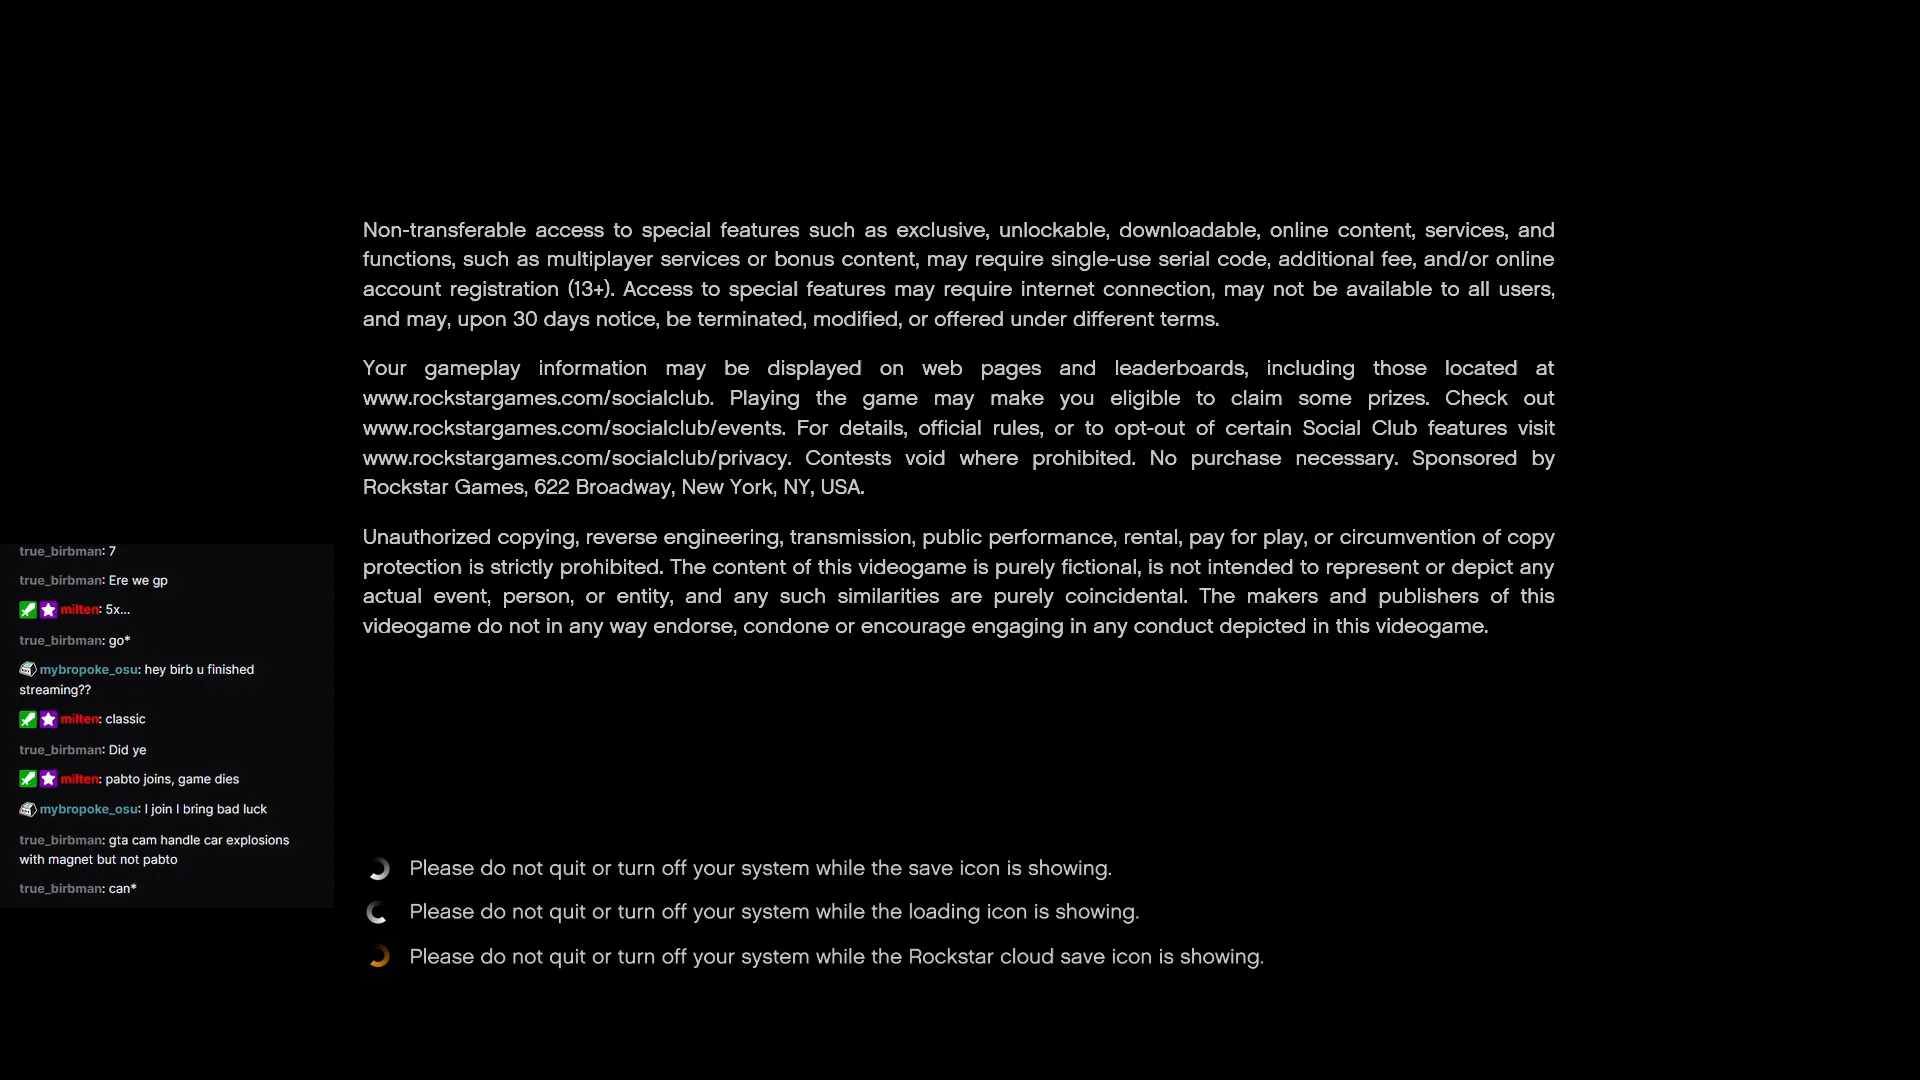 Non-transferable access to special features such as exclusive, unlockable, downloadable, online content, services, and
functions, such as multiplayer services or bonus content, may require single-use serial code, additional fee, and/or online
account registration (13+). Access to special features may require internet connection, may not be available to all users,
and may, upon 30 days notice, be terminated, modified, or offered under different terms.
Your gameplay information may be displayed on web pages and leaderboards, including those located at
www.rockstargames.com/socialclub. Playing the game may make you eligible to claim some prizes. Check out
www.rockstargames.com/socialclub/events. For details, official rules, or to opt-out of certain Social Club features visit
www.rockstargames.com/socialclub/privacy. Contests void where prohibited. No purchase necessary. Sponsored by
Rockstar Games, 622 Broadway, New York, NY, USA.
Unauthorized copying, reverse engineering, transmission, public performance, rental, pay for play, or circumvention of copy
protection is strictly prohibited. The content of this videogame is purely fictional, is not intended to represent or depict any
actual event, person, or entity, and any such similarities are purely coincidental. The makers and publishers of this
videogame do not in any way endorse, condone or encourage engaging in any conduct depicted in this videogame.
true_birbman: 7
true_birbman: Ere we gp
milten: 5x...
true_birbman: go*
mybropoke_osu: hey birb u finished
streaming??
milten: classic
true_birbman: Did ye
milten: pabto joins, game dies
mybropoke_osu: I join I bring bad luck
true_birbman: gta cam handle car explosions
with magnet but not pabto
true_birbman: can*
Please do not quit or turn off your system while the save icon is showing.
Please do not quit or turn off your system while the loading icon is showing.
Please do not quit or turn off your system while the Rockstar cloud save icon is showing.